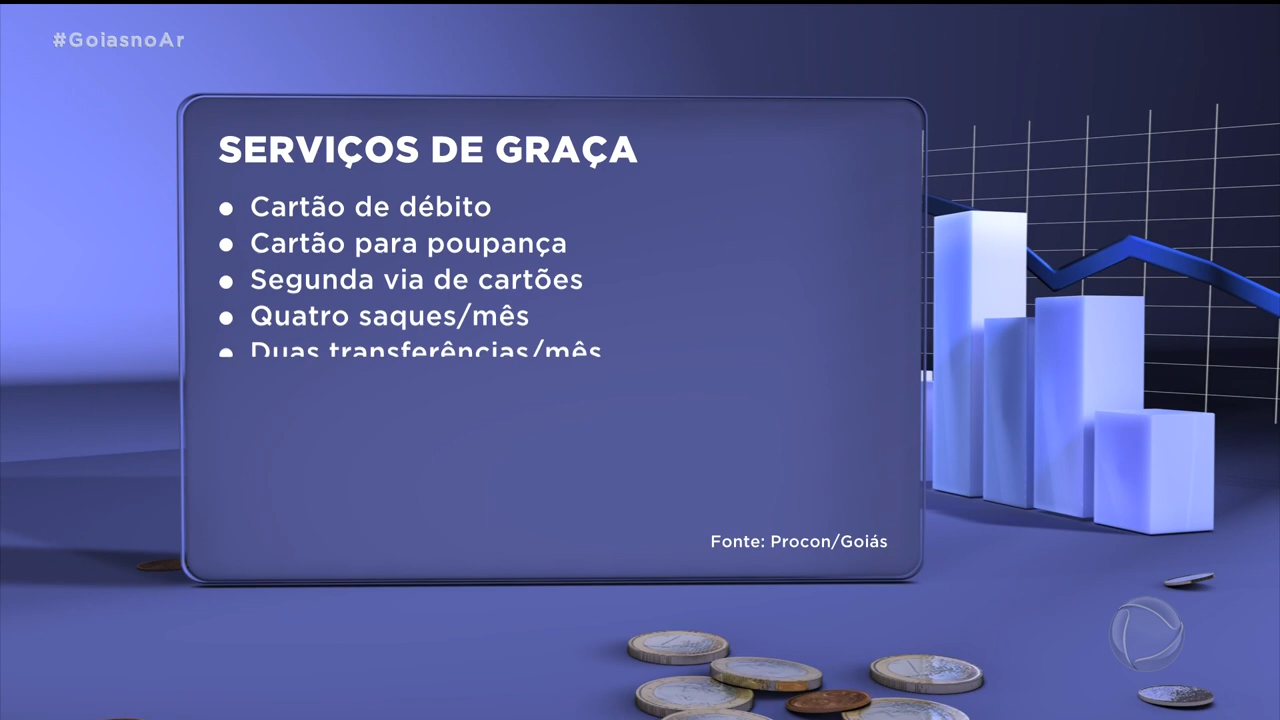 #GoiasnoAr
SERVIÇOS DE GRAÇA
● Cartão de débito
● Cartão para poupança
● Segunda via de cartões
● Quatro saques/mês
● Duas transferências/mês
Fonte: Procon/Goiás